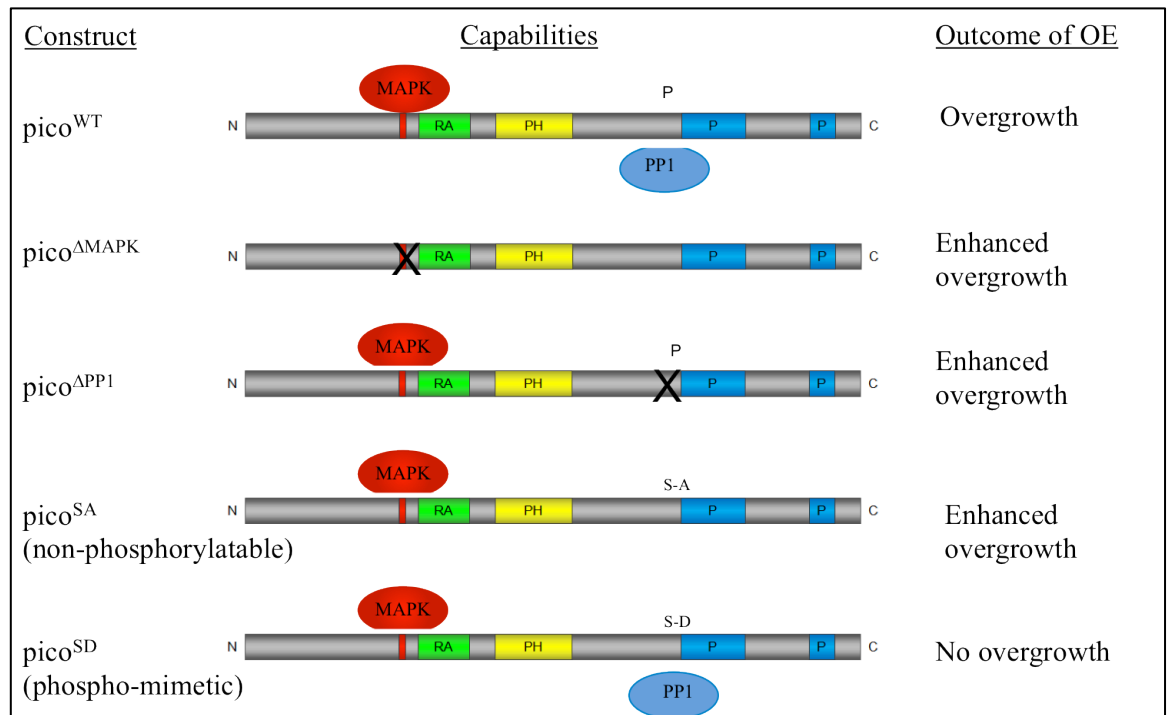 Construct Capabilities Outcome of OE
MAPK P
pico^WT N RA PH P P C Overgrowth
PP1
pico^ΔMAPK N X RA PH P P C Enhanced
overgrowth
MAPK P
pico^ΔPP1 N RA PH X P P C Enhanced
overgrowth
MAPK S-A
pico^SA N RA PH P P C Enhanced
(non-phosphorylatable) overgrowth
MAPK S-D
pico^SD N RA PH P P C No overgrowth
(phospho-mimetic) PP1